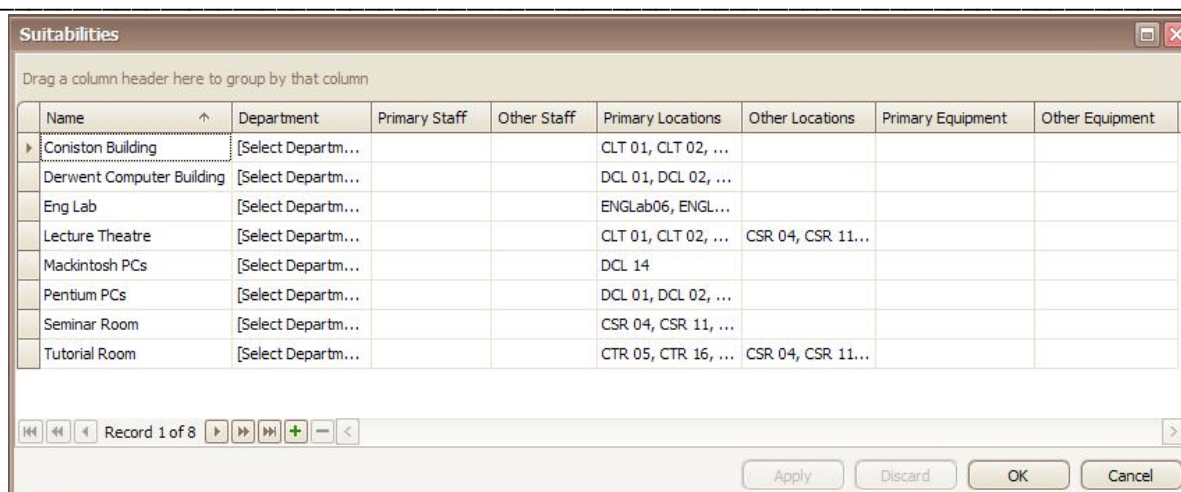 Suitabilities
Drag a column header here to group by that column
Name Department Primary Staff Other Staff Primary Locations Other Locations Primary Equipment Other Equipment
Coniston Building [Select Departm... CLT 01, CLT 02, ...
Derwent Computer Building [Select Departm... DCL 01, DCL 02, ...
Eng Lab [Select Departm... ENGLab06, ENGL...
Lecture Theatre [Select Departm... CLT 01, CLT 02, ... CSR 04, CSR 11...
Mackintosh PCs [Select Departm... DCL 14
Pentium PCs [Select Departm... DCL 01, DCL 02, ...
Seminar Room [Select Departm... CSR 04, CSR 11, ...
Tutorial Room [Select Departm... CTR 05, CTR 16, ... CSR 04, CSR 11...
Record 1 of 8
Apply Discard OK Cancel